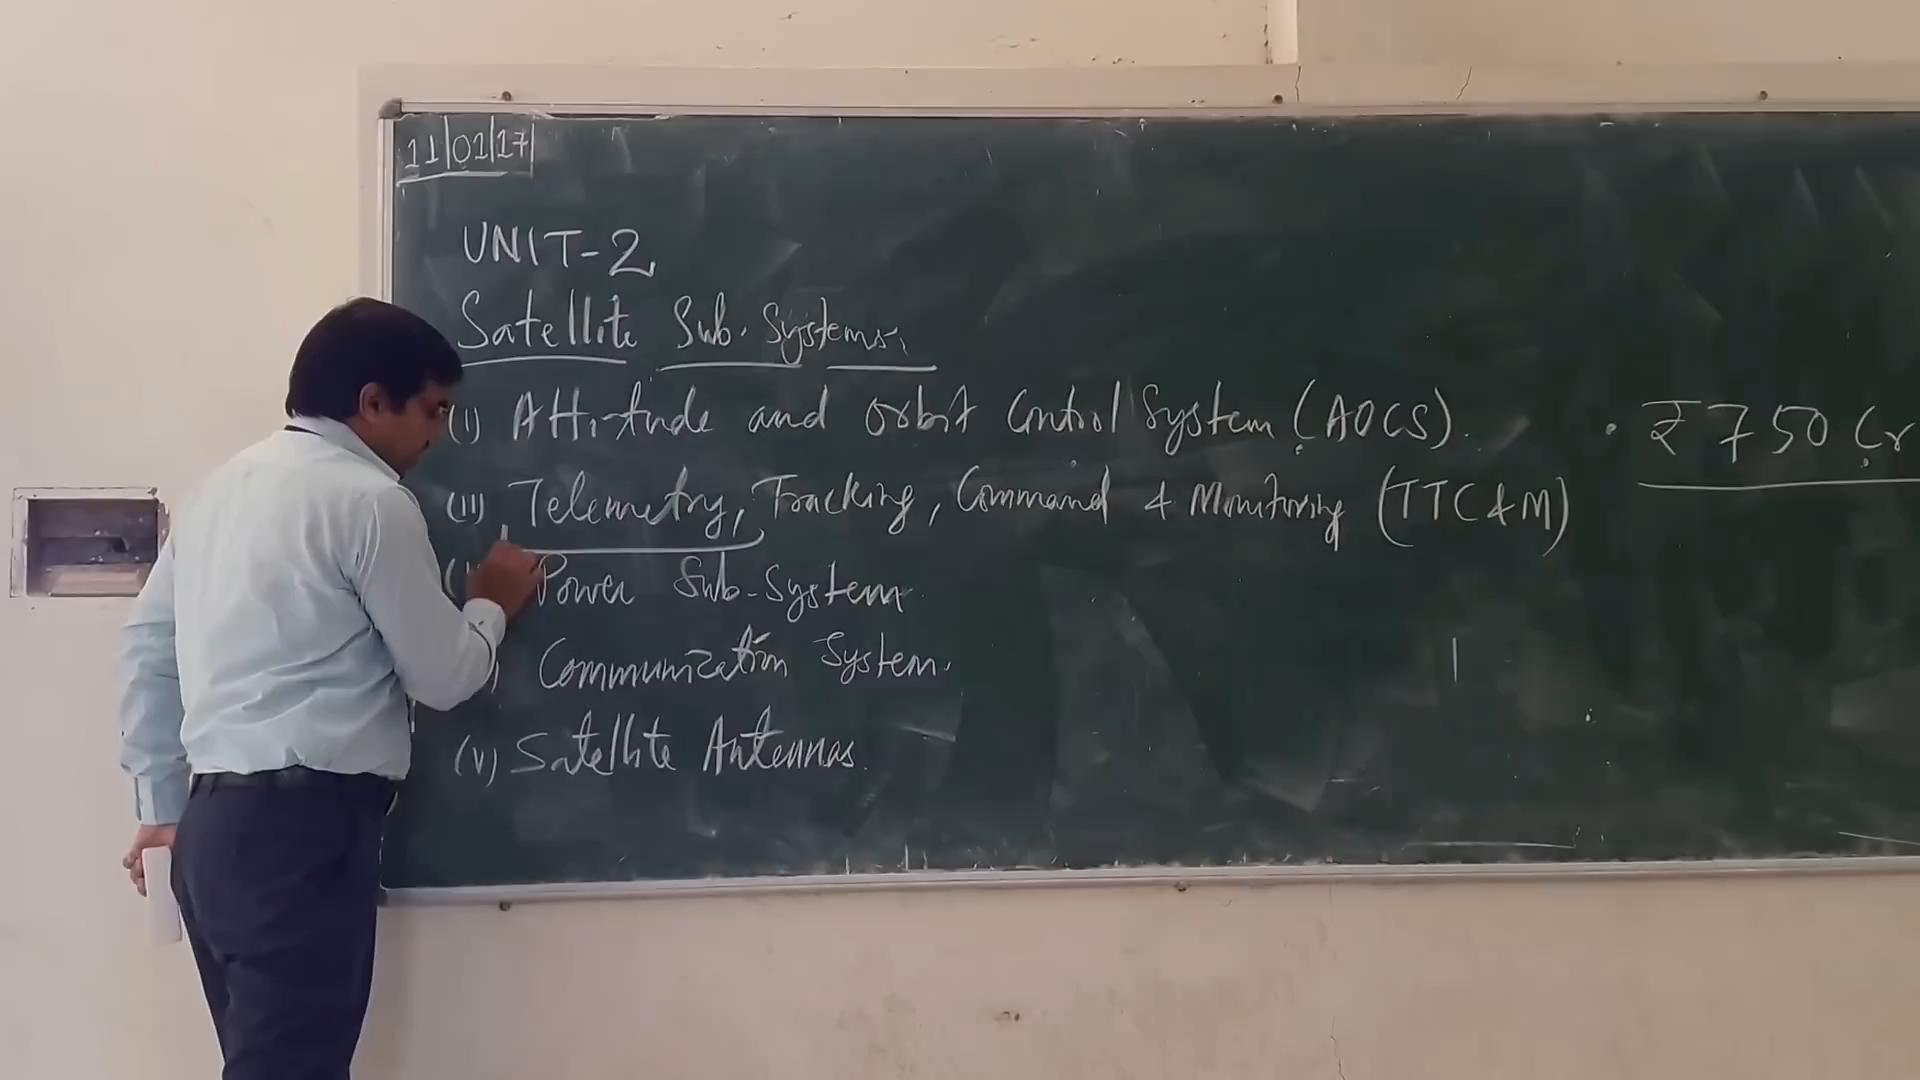 11|01|17
UNIT-2
Satellite Sub-Systems.
(I) Attitude and Orbit Control System (AOCS).
• ₹750 Cr
(II) Telemetry, Tracking, Command & Monitoring (TTC&M)
Power Sub-System
Communication System.
(V) Satellite Antennas.